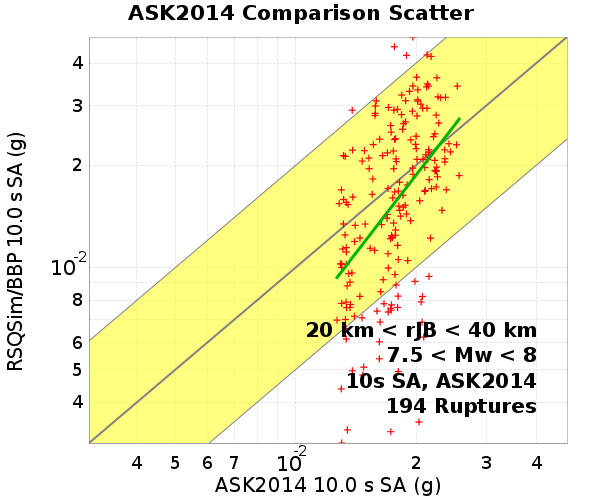 ASK2014 Comparison Scatter
RSQSim/BBP 10.0 s SA (g)
4
3
2
10-2
8
6
5
4
20 km < rJB < 40 km
7.5 < Mw < 8
10s SA, ASK2014
194 Ruptures
4 5 6 7 10-2 2 3 4
ASK2014 10.0 s SA (g)